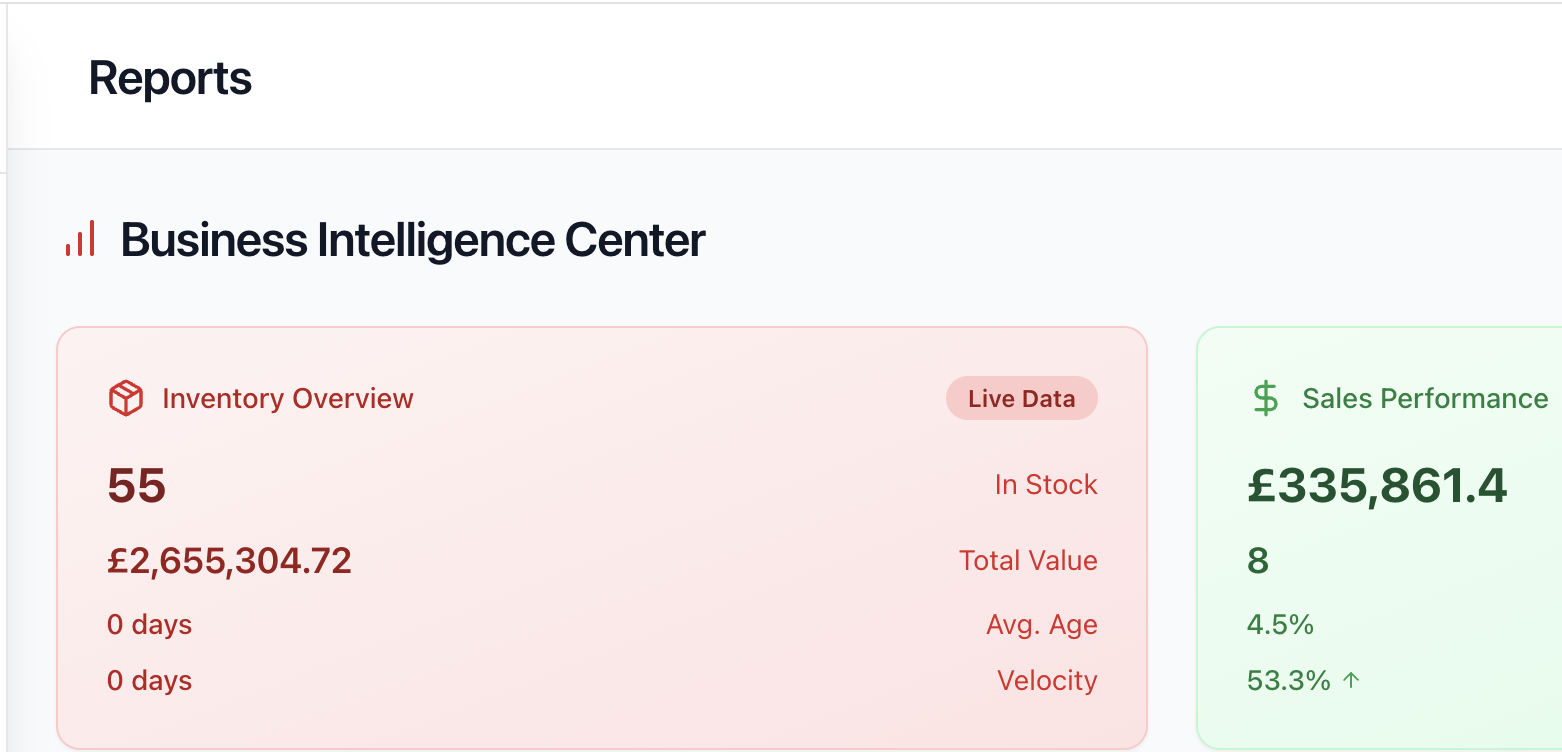 Reports
Business Intelligence Center
Inventory Overview
Live Data
55
In Stock
£2,655,304.72
Total Value
0 days
Avg. Age
0 days
Velocity
Sales Performance
£335,861.4
8
4.5%
53.3% ↑